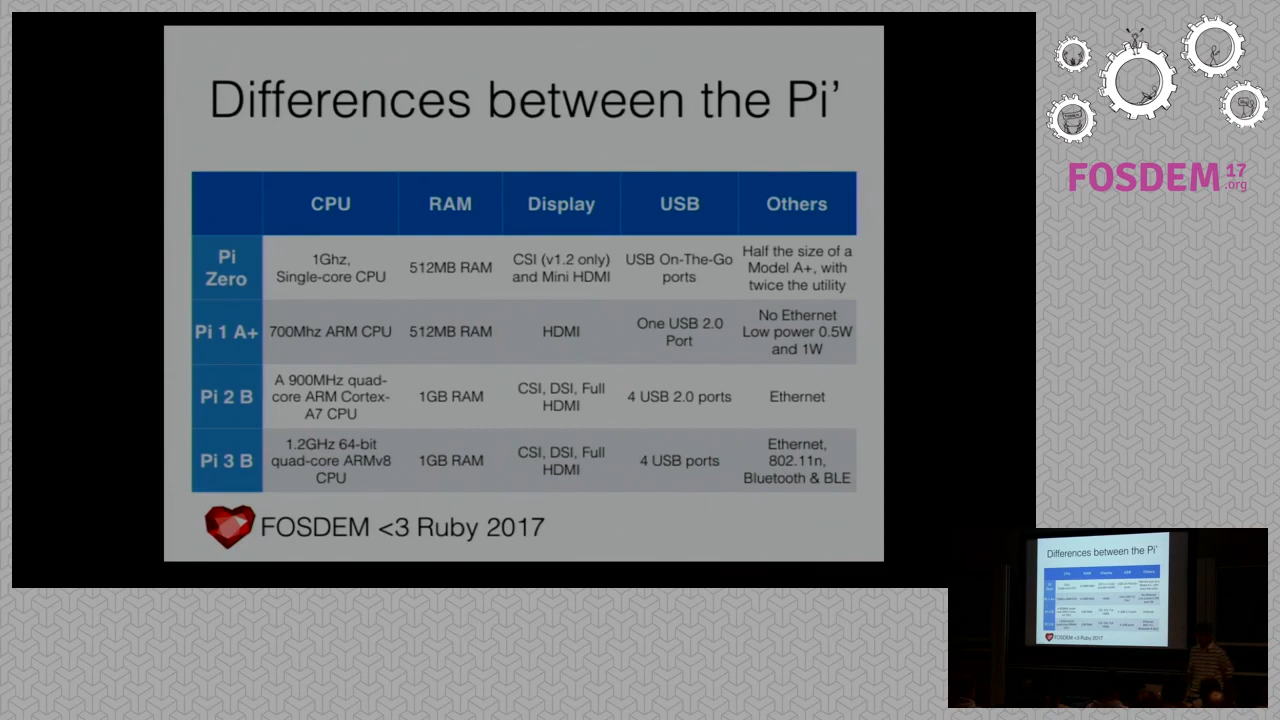 Differences between the Pi’
CPU RAM Display USB Others
Pi Zero
1Ghz,
Single-core CPU
512MB RAM
CSI (v1.2 only)
and Mini HDMI
USB On-The-Go
ports
Half the size of a
Model A+, with
twice the utility
Pi 1 A+
700Mhz ARM CPU
512MB RAM
HDMI
One USB 2.0
Port
No Ethernet
Low power 0.5W
and 1W
Pi 2 B
A 900MHz quad-
core ARM Cortex-
A7 CPU
1GB RAM
CSI, DSI, Full
HDMI
4 USB 2.0 ports
Ethernet
Pi 3 B
1.2GHz 64-bit
quad-core ARMv8
CPU
1GB RAM
CSI, DSI, Full
HDMI
4 USB ports
Ethernet,
802.11n,
Bluetooth & BLE
FOSDEM <3 Ruby 2017
FOSDEM 17
.org
Differences between the Pi’
CPU RAM Display USB Others
FOSDEM <3 Ruby 2017